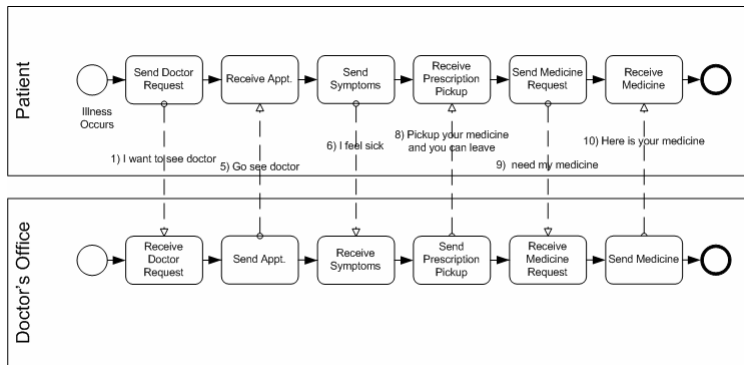 Patient
Illness
Occurs
Send Doctor
Request
Receive Appt.
Send
Symptoms
Receive
Prescription
Pickup
Send Medicine
Request
Receive
Medicine
1) I want to see doctor
5) Go see doctor
6) I feel sick
8) Pickup your medicine
and you can leave
9) need my medicine
10) Here is your medicine
Doctor's Office
Receive
Doctor
Request
Send Appt.
Receive
Symptoms
Send
Prescription
Pickup
Receive
Medicine
Request
Send Medicine